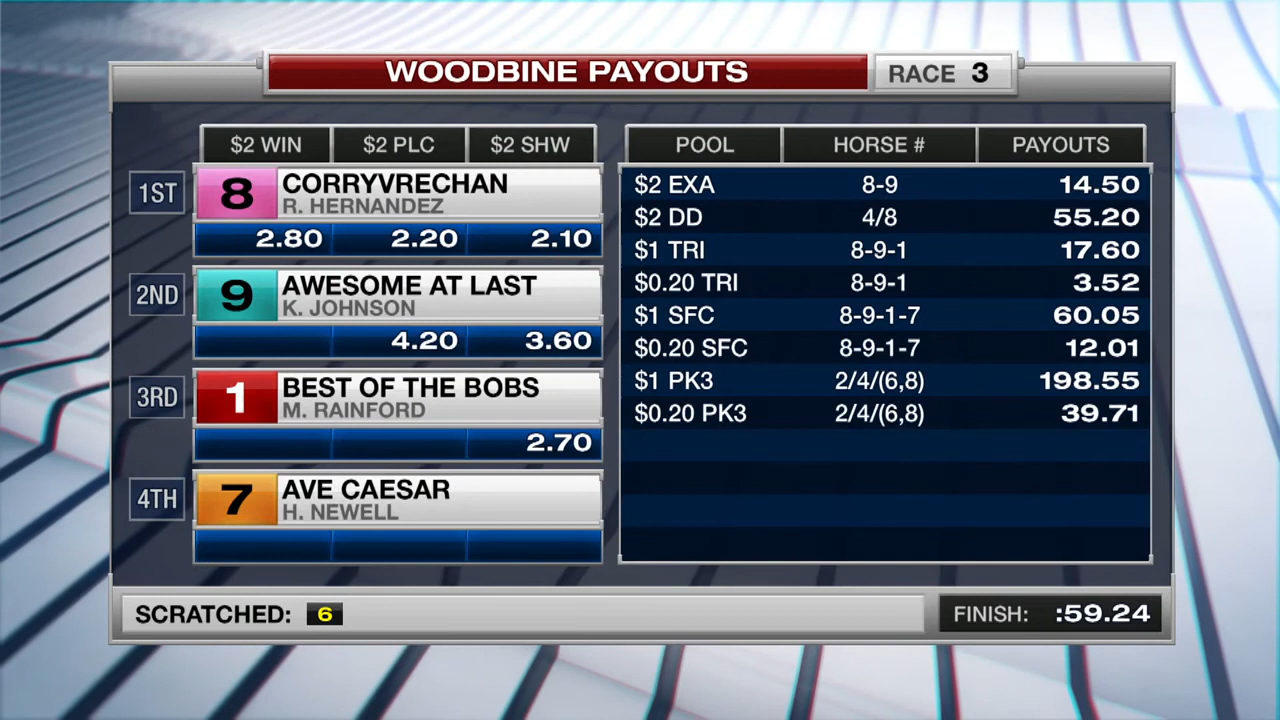 WOODBINE PAYOUTS
RACE 3
$2 WIN $2 PLC $2 SHW
1ST 8 CORRYVRECHAN
R. HERNANDEZ
2.80 2.20 2.10
2ND 9 AWESOME AT LAST
K. JOHNSON
4.20 3.60
3RD 1 BEST OF THE BOBS
M. RAINFORD
2.70
4TH 7 AVE CAESAR
H. NEWELL
POOL HORSE # PAYOUTS
$2 EXA 8-9 14.50
$2 DD 4/8 55.20
$1 TRI 8-9-1 17.60
$0.20 TRI 8-9-1 3.52
$1 SFC 8-9-1-7 60.05
$0.20 SFC 8-9-1-7 12.01
$1 PK3 2/4/(6,8) 198.55
$0.20 PK3 2/4/(6,8) 39.71
SCRATCHED: 6
FINISH: :59.24